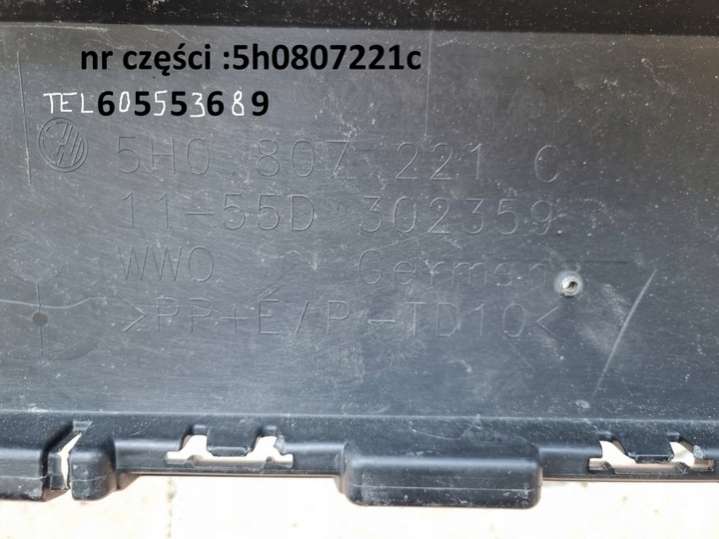 nr części :5h0807221c
TEL605553689
5H0 807 221 C
11-55D 302359
WWO Germany
>PP+E/P-TD10<